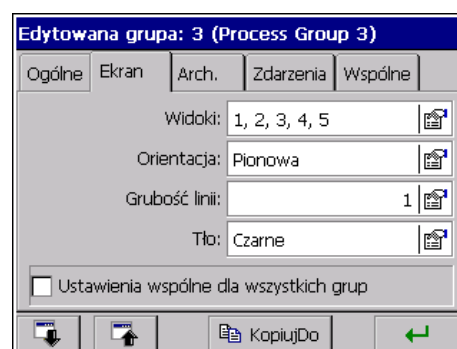 Edytowana grupa: 3 (Process Group 3)
Ogólne Ekran Arch. Zdarzenia Wspólne
Widoki: 1, 2, 3, 4, 5
Orientacja: Pionowa
Grubość linii: 1
Tło: Czarne
Ustawienia wspólne dla wszystkich grup
KopiujDo